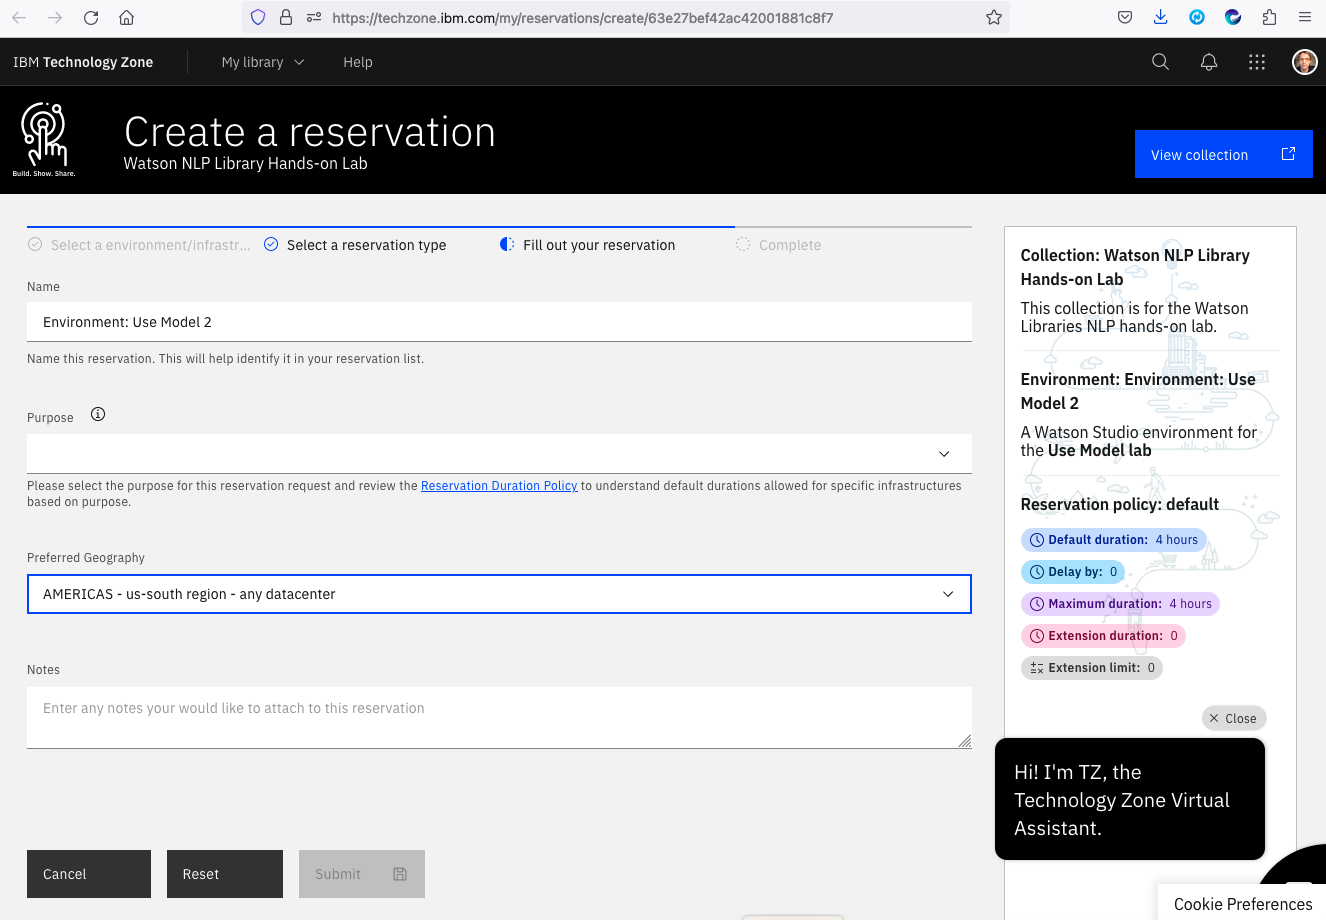 https://techzone.ibm.com/my/reservations/create/63e27bef42ac42001881c8f7
IBM Technology Zone
My library
Help
Build. Show. Share.
Create a reservation
Watson NLP Library Hands-on Lab
View collection
Select a environment/infrastr...
Select a reservation type
Fill out your reservation
Complete
Name
Environment: Use Model 2
Name this reservation. This will help identify it in your reservation list.
Purpose
Please select the purpose for this reservation request and review the Reservation Duration Policy to understand default durations allowed for specific infrastructures
based on purpose.
Preferred Geography
AMERICAS - us-south region - any datacenter
Notes
Enter any notes your would like to attach to this reservation
Cancel
Reset
Submit
Collection: Watson NLP Library
Hands-on Lab
This collection is for the Watson
Libraries NLP hands-on lab.
Environment: Environment: Use
Model 2
A Watson Studio environment for
the Use Model lab
Reservation policy: default
Default duration: 4 hours
Delay by: 0
Maximum duration: 4 hours
Extension duration: 0
Extension limit: 0
Close
Hi! I'm TZ, the
Technology Zone Virtual
Assistant.
Cookie Preferences